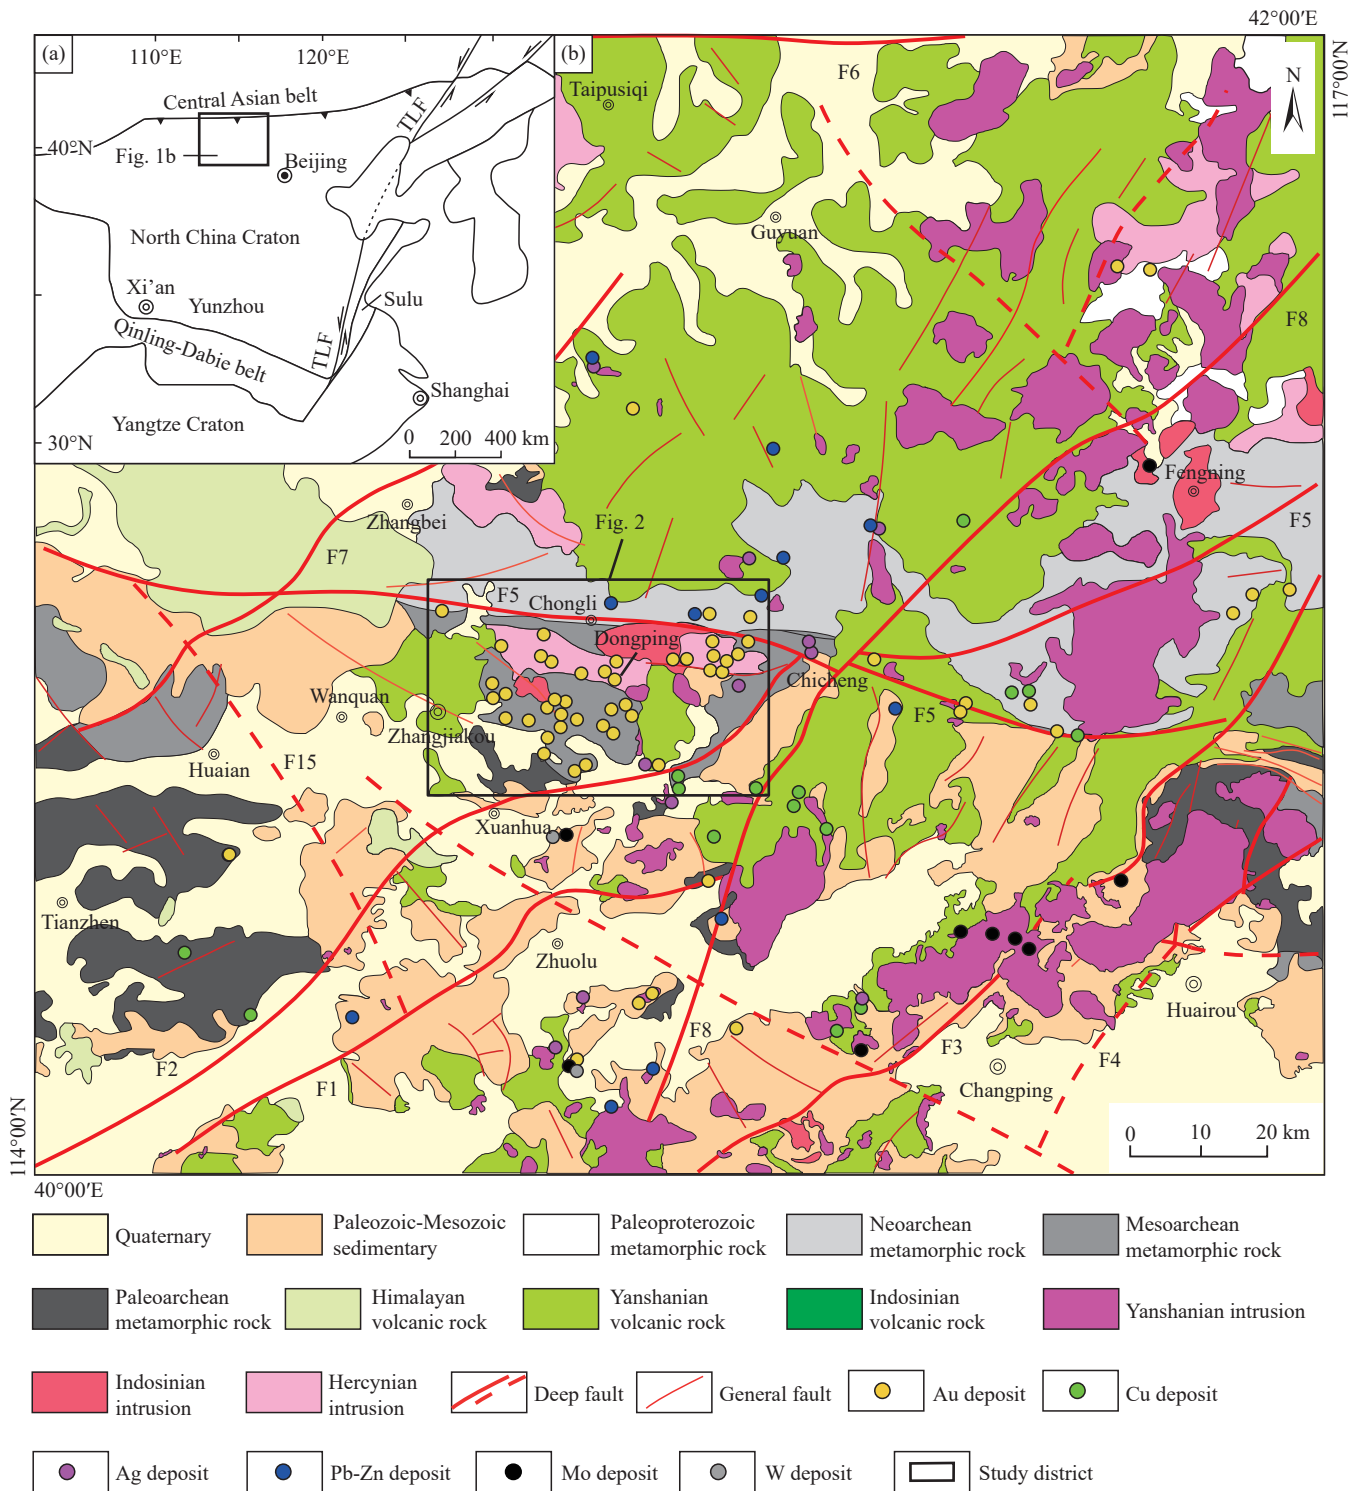 42°00′E
117°00′N
(a)
110°E
120°E
Central Asian belt
TLF
40°N
Fig. 1b
Beijing
North China Craton
Xi’an
Yunzhou
Sulu
Qinling-Dabie belt
TLF
Shanghai
Yangtze Craton
30°N
0 200 400 km
(b)
F6
N
Taipusiqi
Guyuan
F8
Fengning
Zhangbei
Fig. 2
F5
F7
F5
Chongli
Dongping
Chicheng
Wanquan
F5
Zhangjiakou
Huaian
F15
Xuanhua
Tianzhen
Zhuolu
Huairou
F8
F3
F4
F2
F1
Changping
0 10 20 km
114°00′N
40°00′E
Quaternary
Paleozoic-Mesozoic
sedimentary
Paleoproterozoic
metamorphic rock
Neoarchean
metamorphic rock
Mesoarchean
metamorphic rock
Paleoarchean
metamorphic rock
Himalayan
volcanic rock
Yanshanian
volcanic rock
Indosinian
volcanic rock
Yanshanian intrusion
Indosinian
intrusion
Hercynian
intrusion
Deep fault
General fault
Au deposit
Cu deposit
Ag deposit
Pb-Zn deposit
Mo deposit
W deposit
Study district